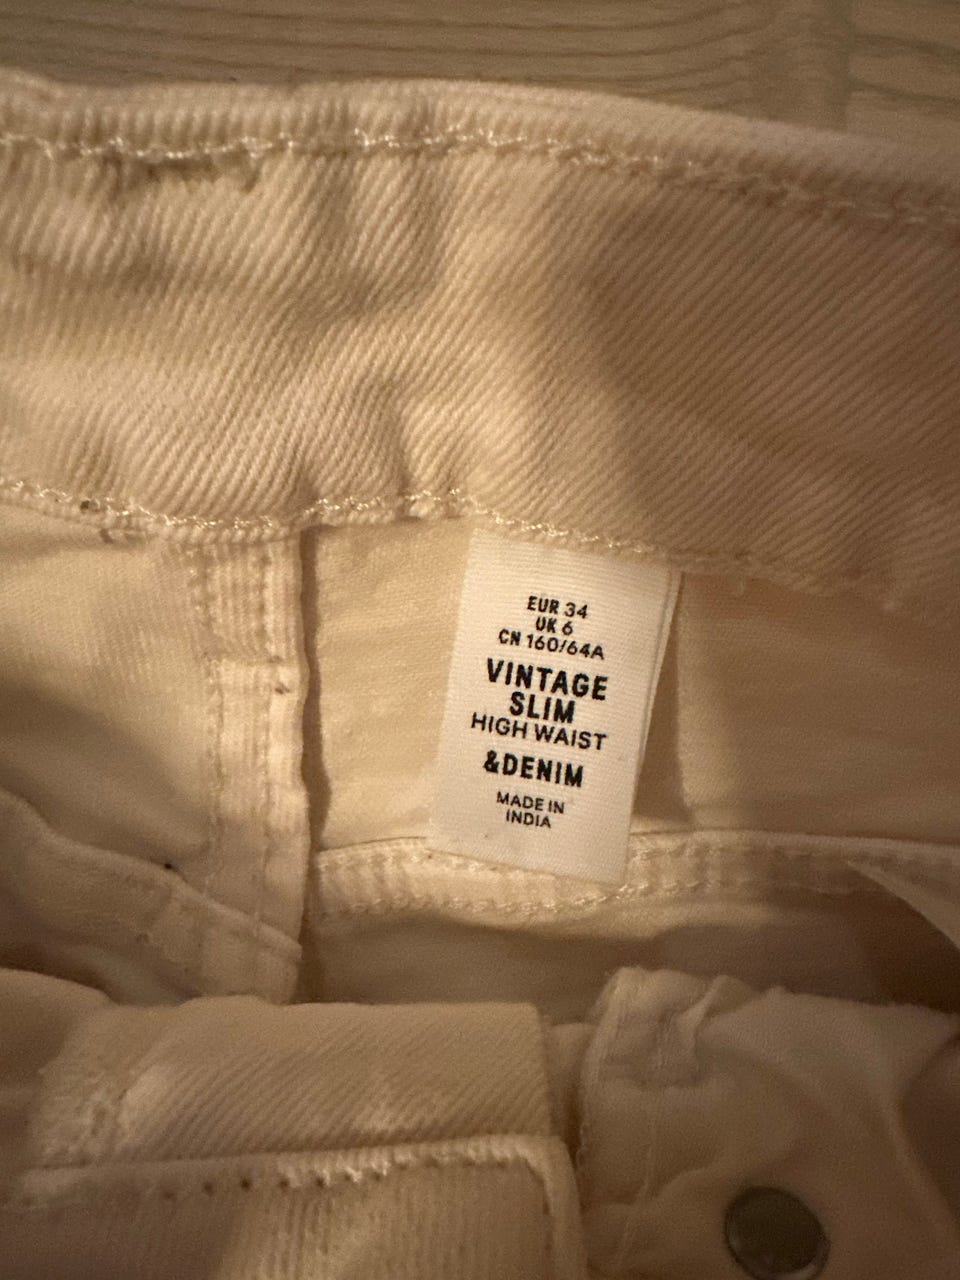 EUR 34
UK 6
CN 160/64A
VINTAGE
SLIM
HIGH WAIST
&DENIM
MADE IN
INDIA